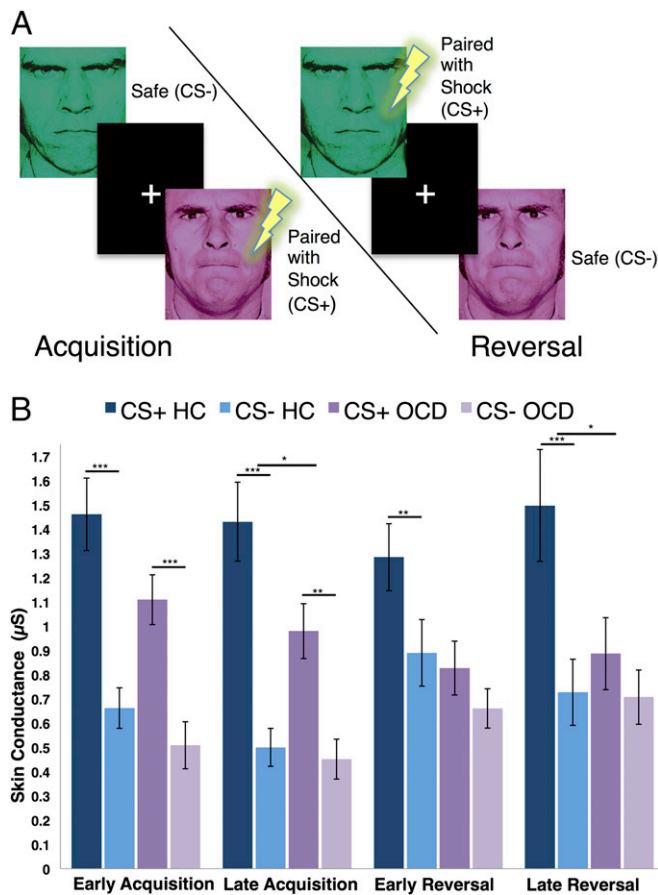 A
Safe (CS-)
Paired
with
Shock
(CS+)
Acquisition
Paired
with
Shock
(CS+)
Safe (CS-)
Reversal
B
CS+ HC CS- HC CS+ OCD CS- OCD
Skin Conductance (µS)
1.7
1.6
1.5
1.4
1.3
1.2
1.1
1
0.9
0.8
0.7
0.6
0.5
0.4
0.3
0.2
0.1
0
***
***
***
*
**
**
***
*
Early Acquisition Late Acquisition Early Reversal Late Reversal